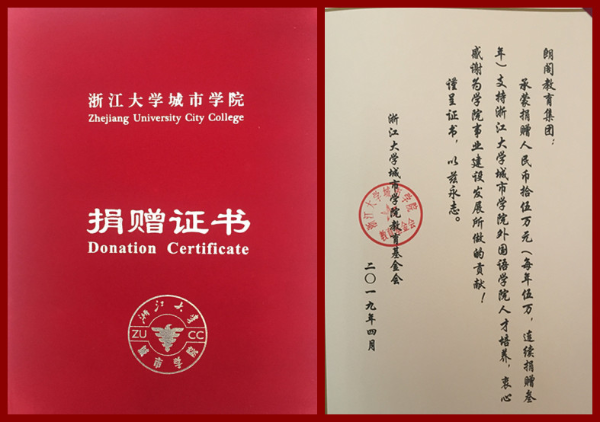 浙江大学城市学院
Zhejiang University City College
捐赠证书
Donation Certificate
浙江大学
ZU CC
城市学院
朗阁教育集团：
承蒙捐赠人民币拾伍万元（每年伍万，连续捐赠叁
年）支持浙江大学城市学院外国语学院人才培养，衷心
感谢为学院事业建设发展所做的贡献！
谨呈证书，以兹永志。
浙江大学城市学院教育基金会
二〇一九年四月